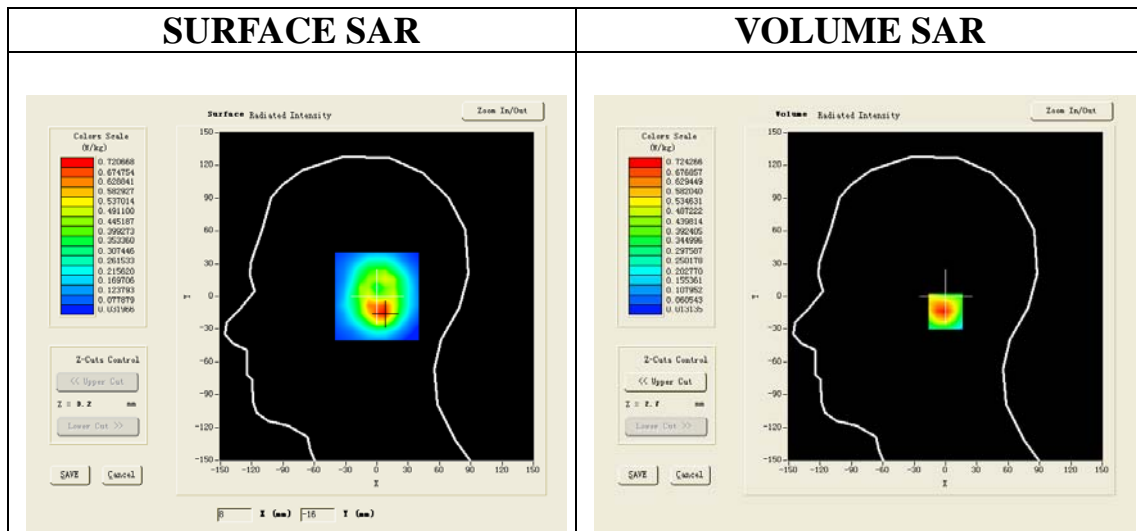 SURFACE SAR
VOLUME SAR
Surface Radiated Intensity
Zoom In/Out
Colors Scale
(W/kg)
0.720668
0.674754
0.628841
0.582927
0.537014
0.491100
0.445187
0.399273
0.353360
0.307446
0.261533
0.215620
0.169706
0.123793
0.077879
0.031966
150
120
90
60
30
0
-30
-60
-90
-120
-150
Y
-150 -120 -90 -60 -30 0 30 60 90 120 150
X
Z-Cuts Control
<< Upper Cut
Z = 3.2 mm
Lower Cut >>
SAVE Cancel
8 X (mm) -16 Y (mm)
Volume Radiated Intensity
Zoom In/Out
Colors Scale
(W/kg)
0.724266
0.676857
0.629449
0.582040
0.534631
0.487222
0.439814
0.392405
0.344996
0.297587
0.250178
0.202770
0.155361
0.107952
0.060543
0.013135
150
120
90
60
30
0
-30
-60
-90
-120
-150
Y
-150 -120 -90 -60 -30 0 30 60 90 120 150
X
Z-Cuts Control
<< Upper Cut
Z = mm
Lower Cut >>
SAVE Cancel